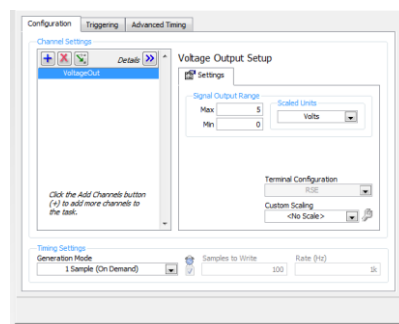 Configuration Triggering Advanced Timing
Channel Settings
Details
VoltageOut
Click the Add Channels button
(+) to add more channels to
the task.
Voltage Output Setup
Settings
Signal Output Range
Max 5
Min 0
Scaled Units
Volts
Terminal Configuration
RSE
Custom Scaling
<No Scale>
Timing Settings
Generation Mode
1 Sample (On Demand)
Samples to Write
100
Rate (Hz)
1k